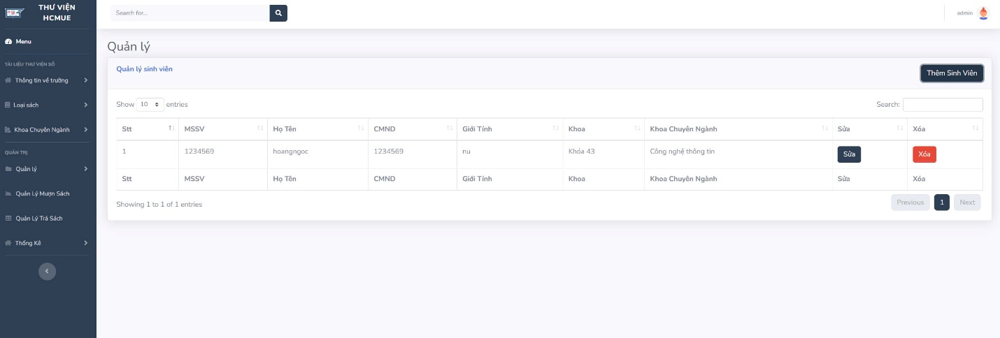 THƯ VIỆN
HCMUE
Search for...
admin
Menu
TÀI LIỆU THƯ VIỆN SỐ
Thông tin về trường
Loại sách
Khoa Chuyên Ngành
QUẢN TRỊ
Quản lý
Quản Lý Mượn Sách
Quản Lý Trả Sách
Thống Kê
Quản lý
Quản lý sinh viên
Thêm Sinh Viên
Show 10 entries
Search:
Stt MSSV Họ Tên CMND Giới Tính Khoa Khoa Chuyên Ngành Sửa Xóa
1 1234569 hoangngoc 1234569 nu Khóa 43 Công nghệ thông tin Sửa Xóa
Stt MSSV Họ Tên CMND Giới Tính Khoa Khoa Chuyên Ngành Sửa Xóa
Showing 1 to 1 of 1 entries
Previous 1 Next